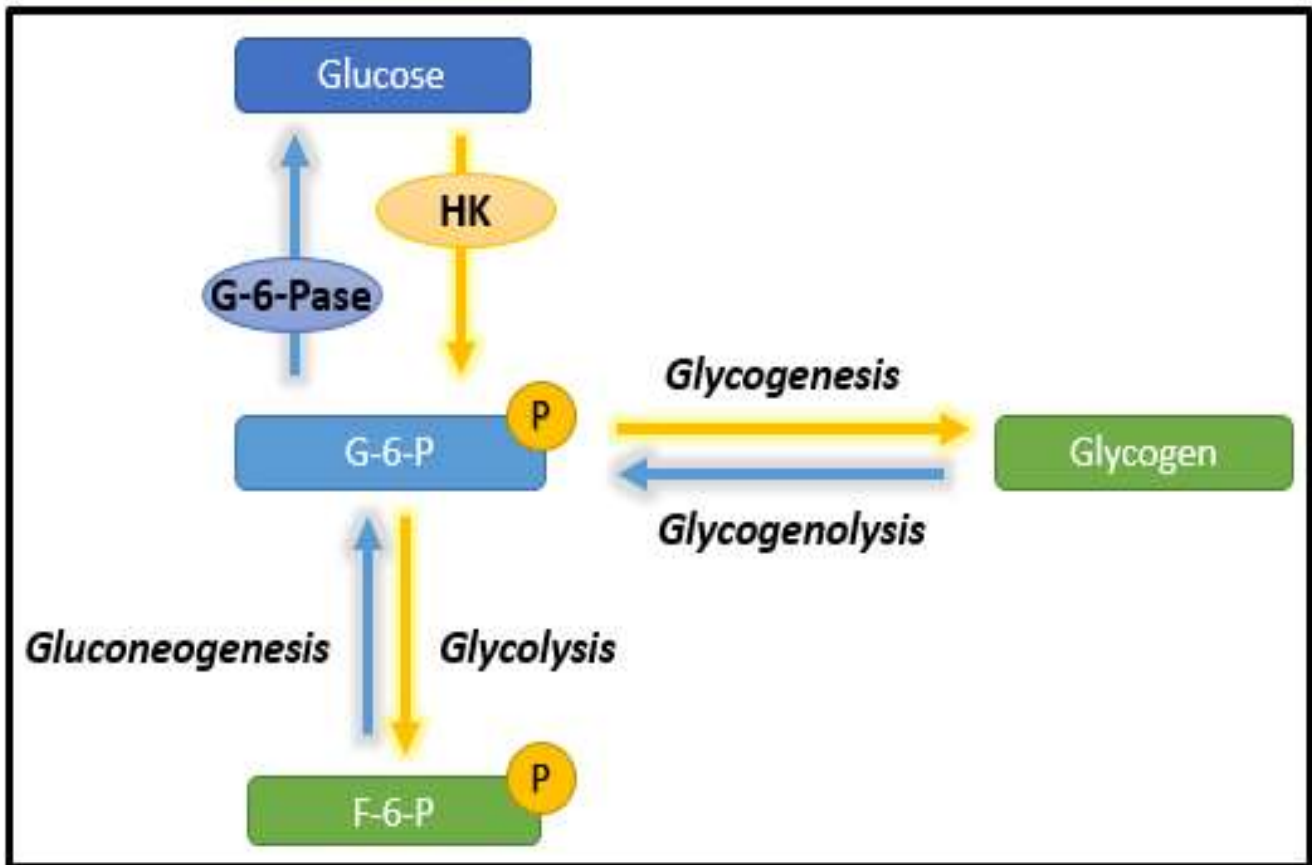 Glucose
HK
G-6-Pase
Glycogenesis
P
G-6-P
Glycogen
Glycogenolysis
Gluconeogenesis
Glycolysis
P
F-6-P